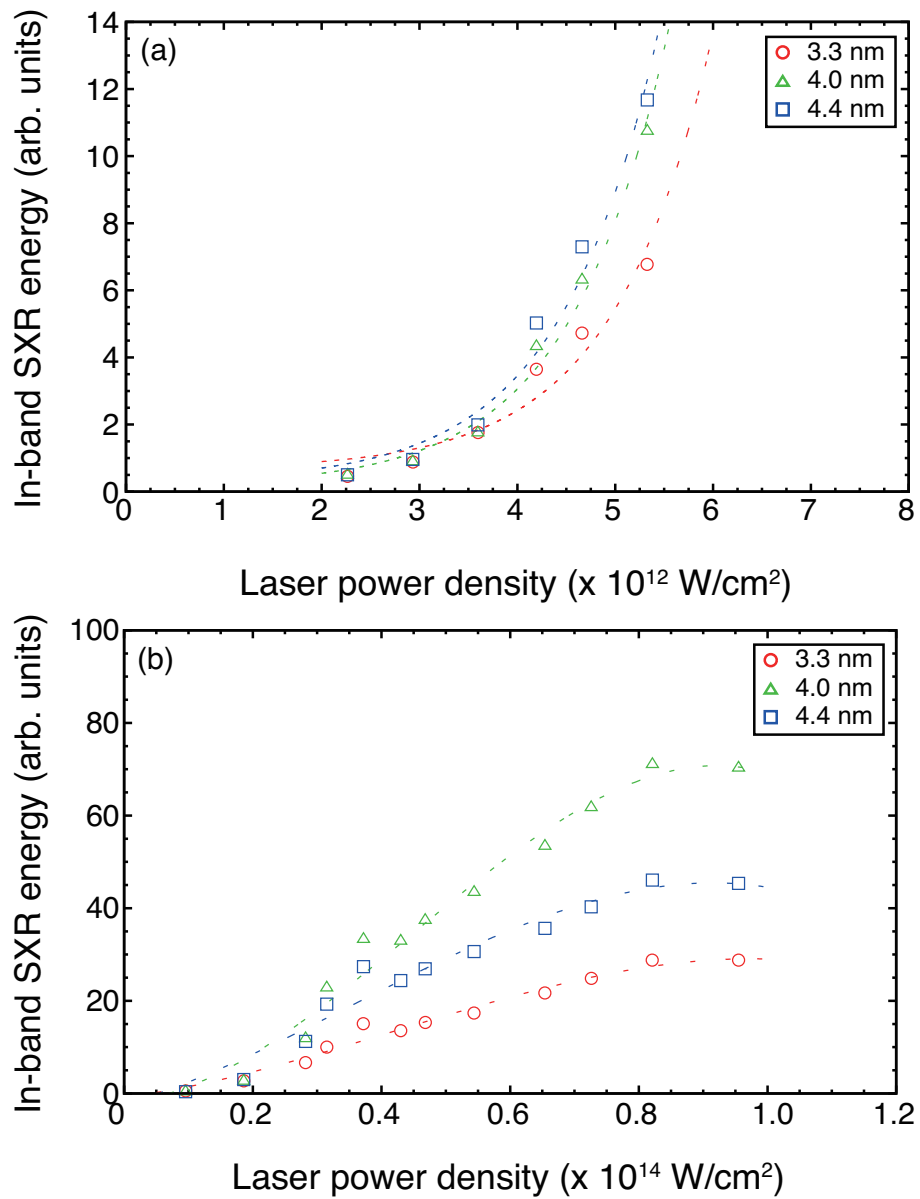 (a)
3.3 nm
4.0 nm
4.4 nm
In-band SXR energy (arb. units)
14
12
10
8
6
4
2
0
0 1 2 3 4 5 6 7 8
Laser power density (x 10¹² W/cm²)
(b)
3.3 nm
4.0 nm
4.4 nm
In-band SXR energy (arb. units)
100
80
60
40
20
0
0 0.2 0.4 0.6 0.8 1.0 1.2
Laser power density (x 10¹⁴ W/cm²)